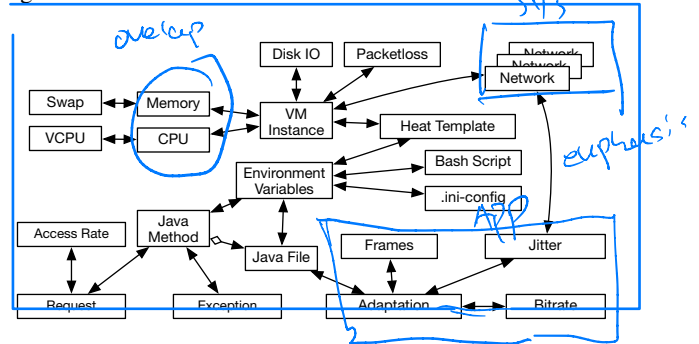 overlap
Disk IO
Packetloss
Network
Network
Network
Swap
Memory
VM
Instance
VCPU
CPU
Heat Template
Environment
Variables
Bash Script
.ini-config
emphasis
Java
Method
APP
Access Rate
Java File
Frames
Jitter
Request
Exception
Adaptation
Bitrate